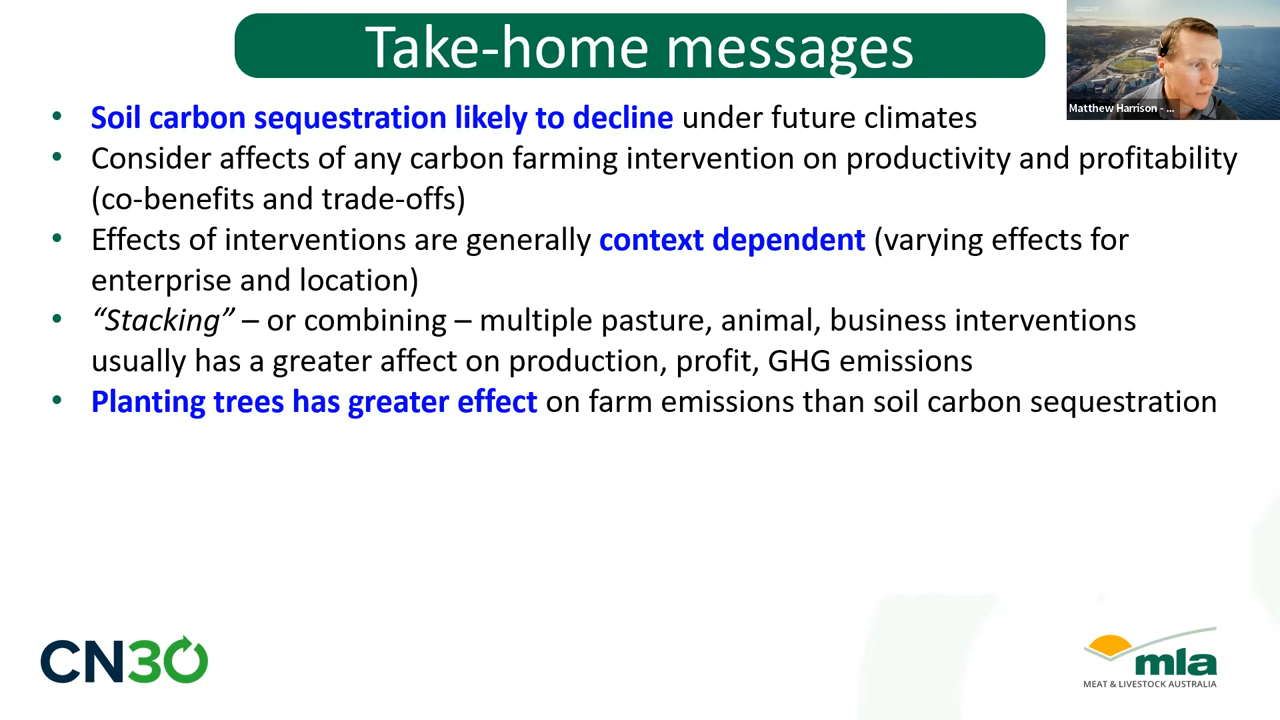 Take-home messages
Matthew Harrison - ...
• Soil carbon sequestration likely to decline under future climates
• Consider affects of any carbon farming intervention on productivity and profitability
(co-benefits and trade-offs)
• Effects of interventions are generally context dependent (varying effects for
enterprise and location)
• “Stacking” – or combining – multiple pasture, animal, business interventions
usually has a greater affect on production, profit, GHG emissions
• Planting trees has greater effect on farm emissions than soil carbon sequestration
CN30
mla
MEAT & LIVESTOCK AUSTRALIA